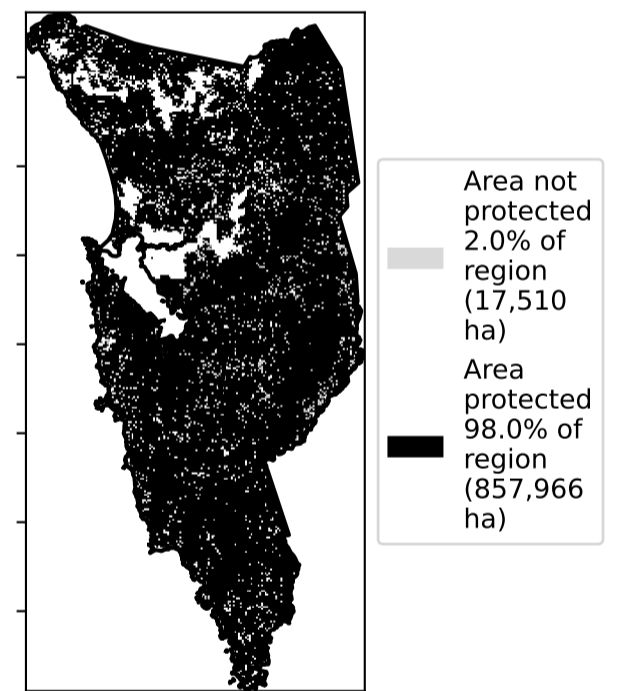 Area not
protected
2.0% of
region
(17,510
ha)
Area
protected
98.0% of
region
(857,966
ha)